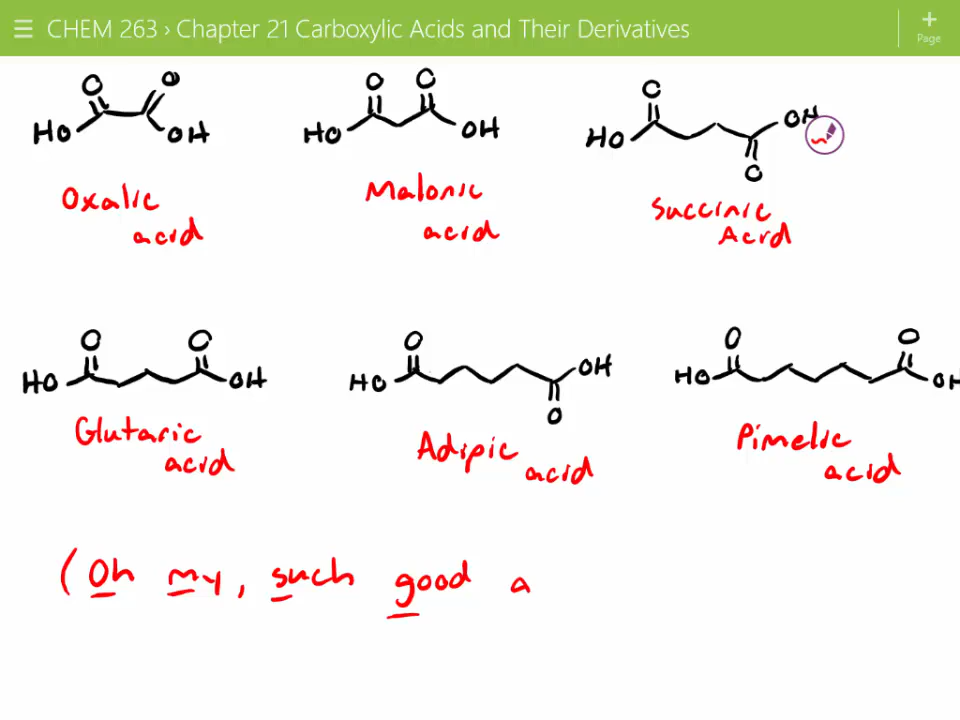 CHEM 263 › Chapter 21 Carboxylic Acids and Their Derivatives
+
Page
O O
HO OH
Oxalic
acid
O O
HO OH
Malonic
acid
O
HO OH
O
Succinic
Acid
O O
HO OH
Glutaric
acid
O
HO OH
O
Adipic
acid
O O
HO OH
Pimelic
acid
(Oh my, such good a